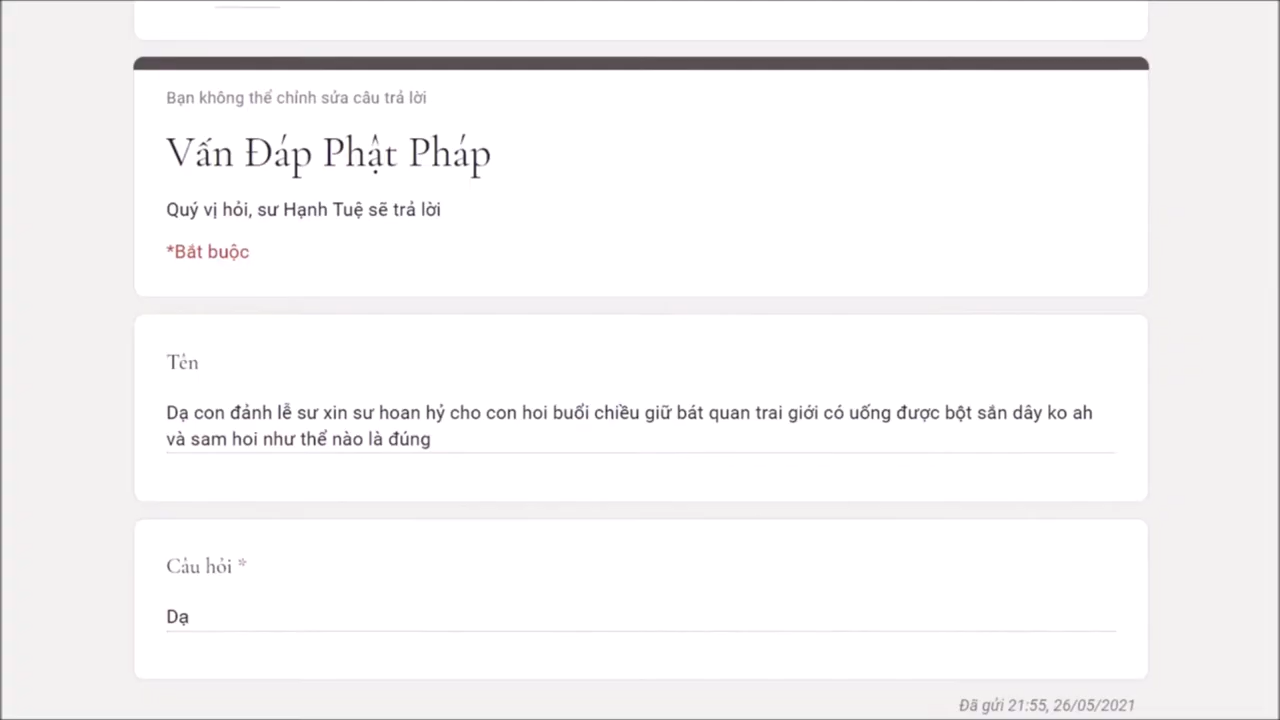 Bạn không thể chỉnh sửa câu trả lời
Vấn Đáp Phật Pháp
Quý vị hỏi, sư Hạnh Tuệ sẽ trả lời
*Bắt buộc
Tên
Dạ con đảnh lễ sư xin sư hoan hỷ cho con hoi buổi chiều giữ bát quan trai giới có uống được bột sắn dây ko ah
và sam hoi như thể nào là đúng
Câu hỏi *
Dạ
Đã gửi 21:55, 26/05/2021